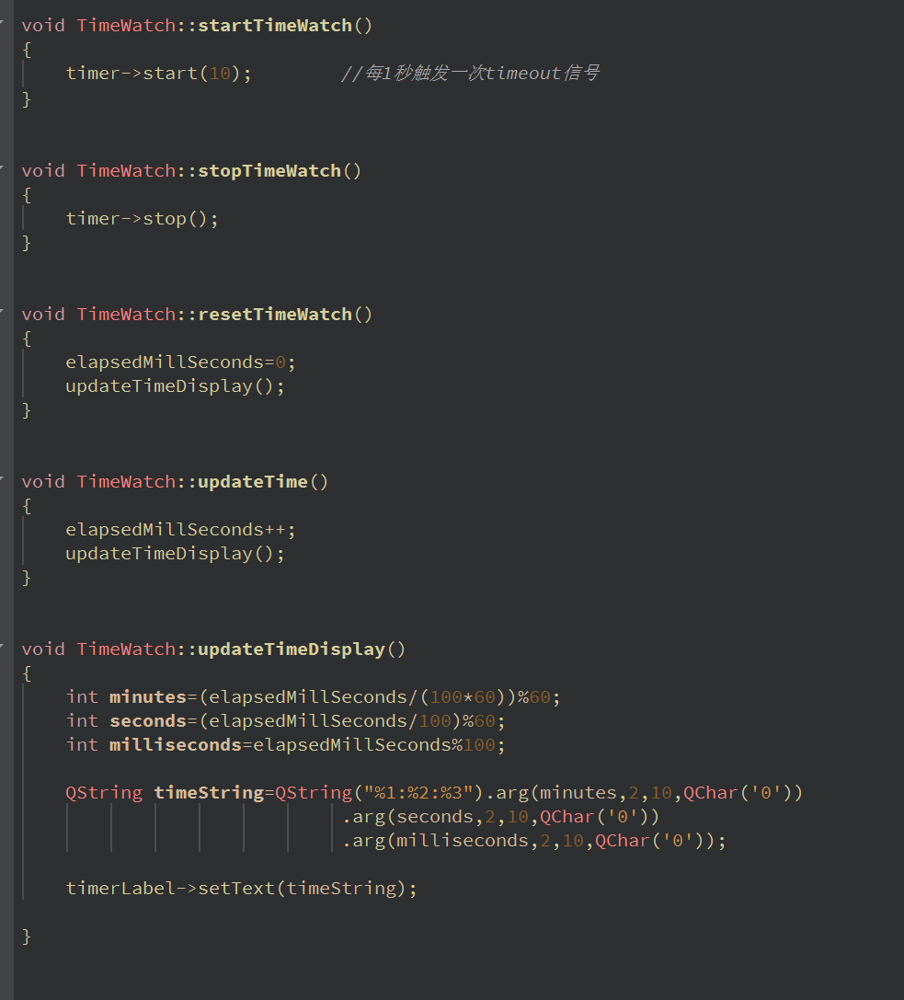 void TimeWatch::startTimeWatch()
{
    timer->start(10);        //每1秒触发一次timeout信号
}
void TimeWatch::stopTimeWatch()
{
    timer->stop();
}
void TimeWatch::resetTimeWatch()
{
    elapsedMillSeconds=0;
    updateTimeDisplay();
}
void TimeWatch::updateTime()
{
    elapsedMillSeconds++;
    updateTimeDisplay();
}
void TimeWatch::updateTimeDisplay()
{
    int minutes=(elapsedMillSeconds/(100*60))%60;
    int seconds=(elapsedMillSeconds/100)%60;
    int milliseconds=elapsedMillSeconds%100;
    QString timeString=QString("%1:%2:%3").arg(minutes,2,10,QChar('0'))
                             .arg(seconds,2,10,QChar('0'))
                             .arg(milliseconds,2,10,QChar('0'));
    timerLabel->setText(timeString);
}